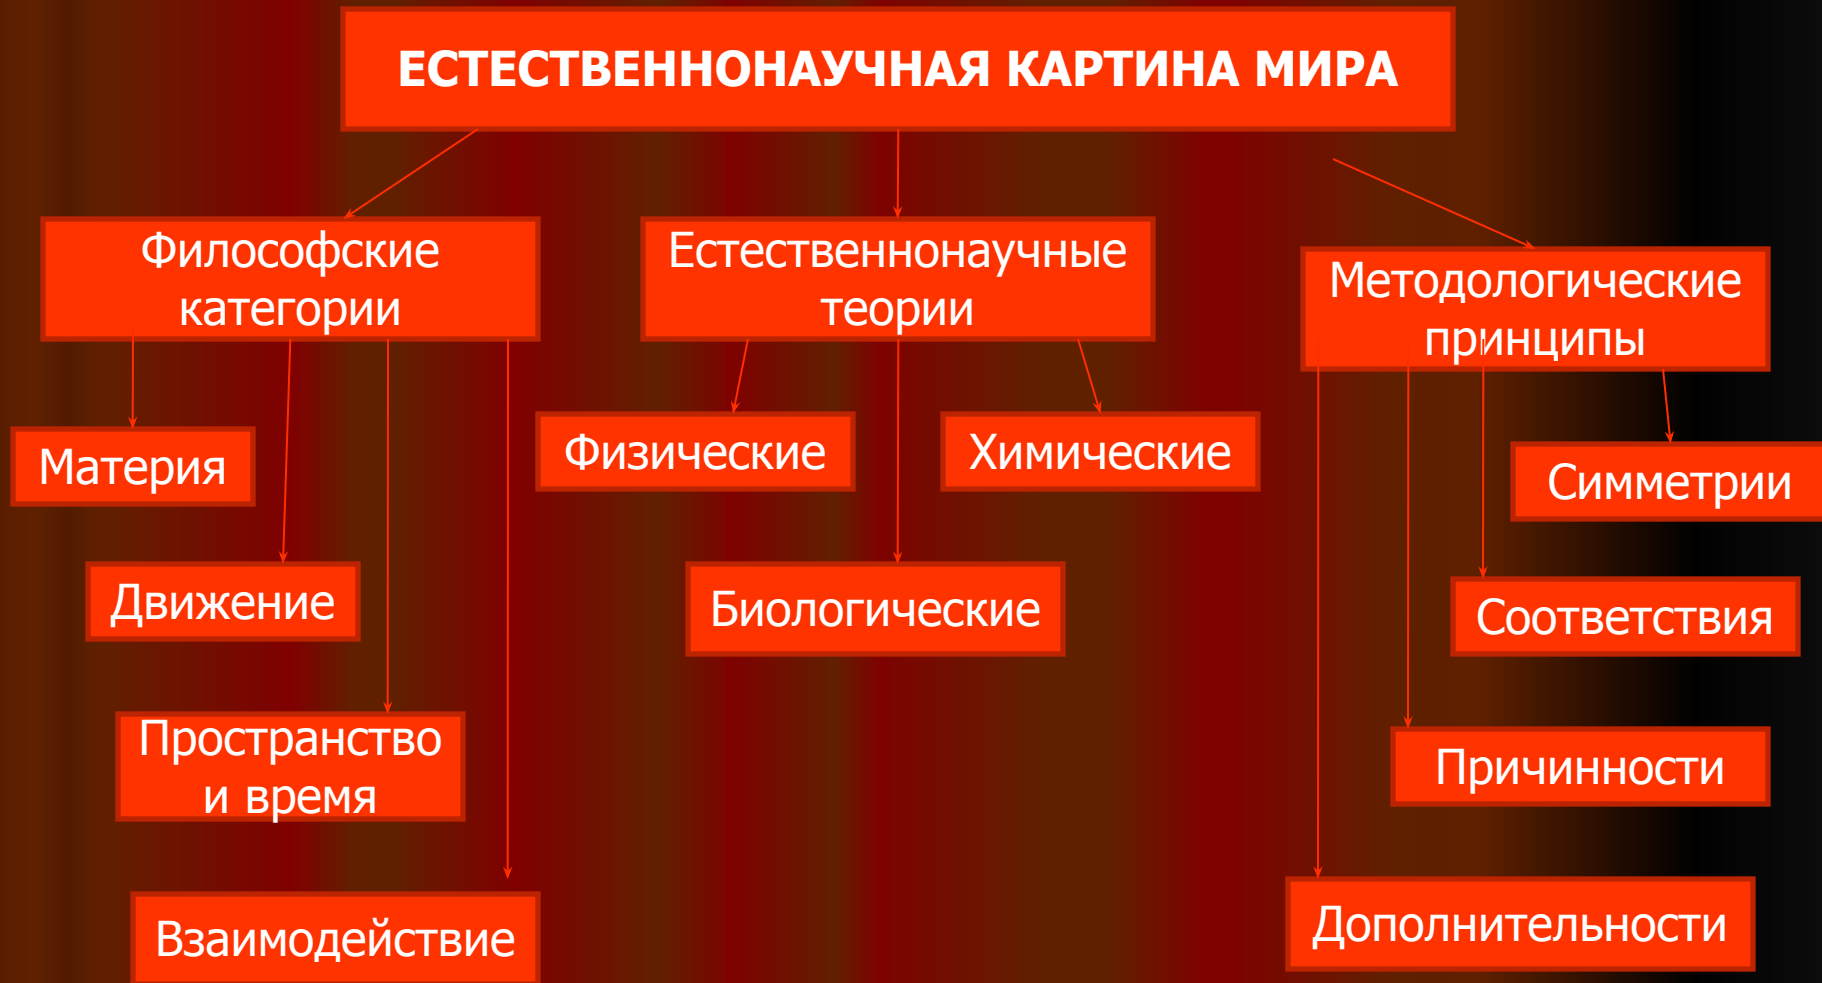 ЕСТЕСТВЕННОНАУЧНАЯ КАРТИНА МИРА
Философские
категории
Естественнонаучные
теории
Методологические
принципы
Материя
Физические
Химические
Симметрии
Движение
Биологические
Соответствия
Пространство
и время
Причинности
Взаимодействие
Дополнительности